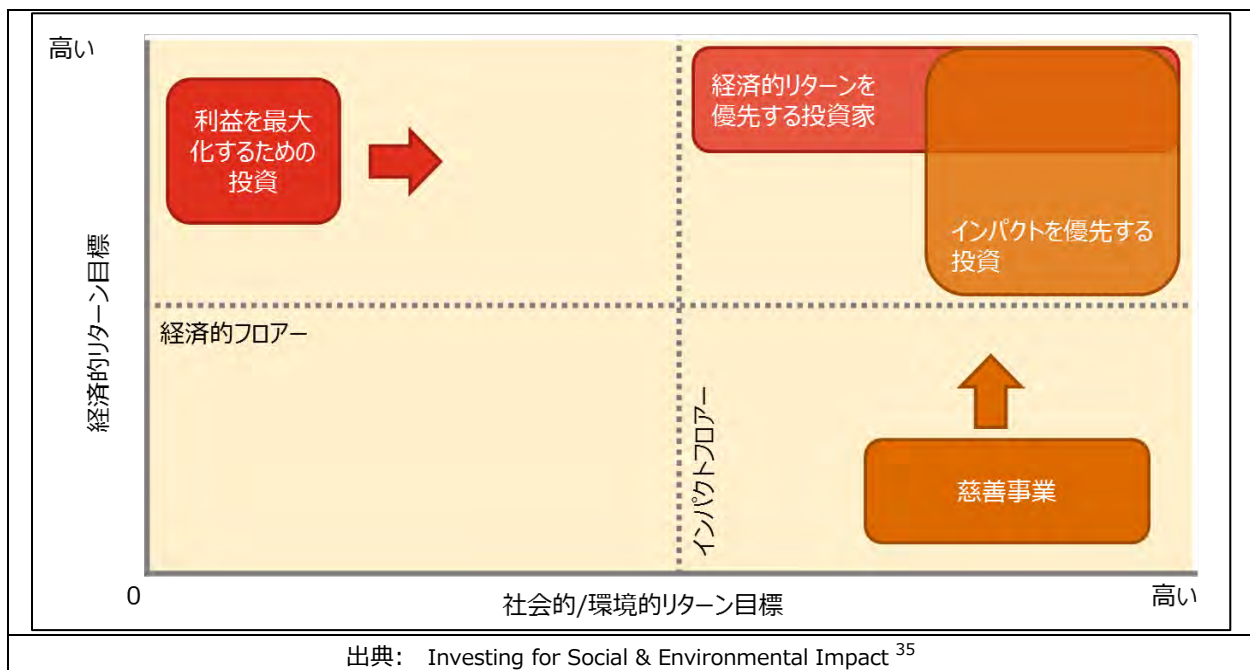 高い
利益を最大
化するための
投資
経済的リターンを
優先する投資家
インパクトを優先する
投資
経済的リターン目標
経済的フロアー
インパクトフロアー
慈善事業
0
社会的/環境的リターン目標
高い
出典: Investing for Social & Environmental Impact 35